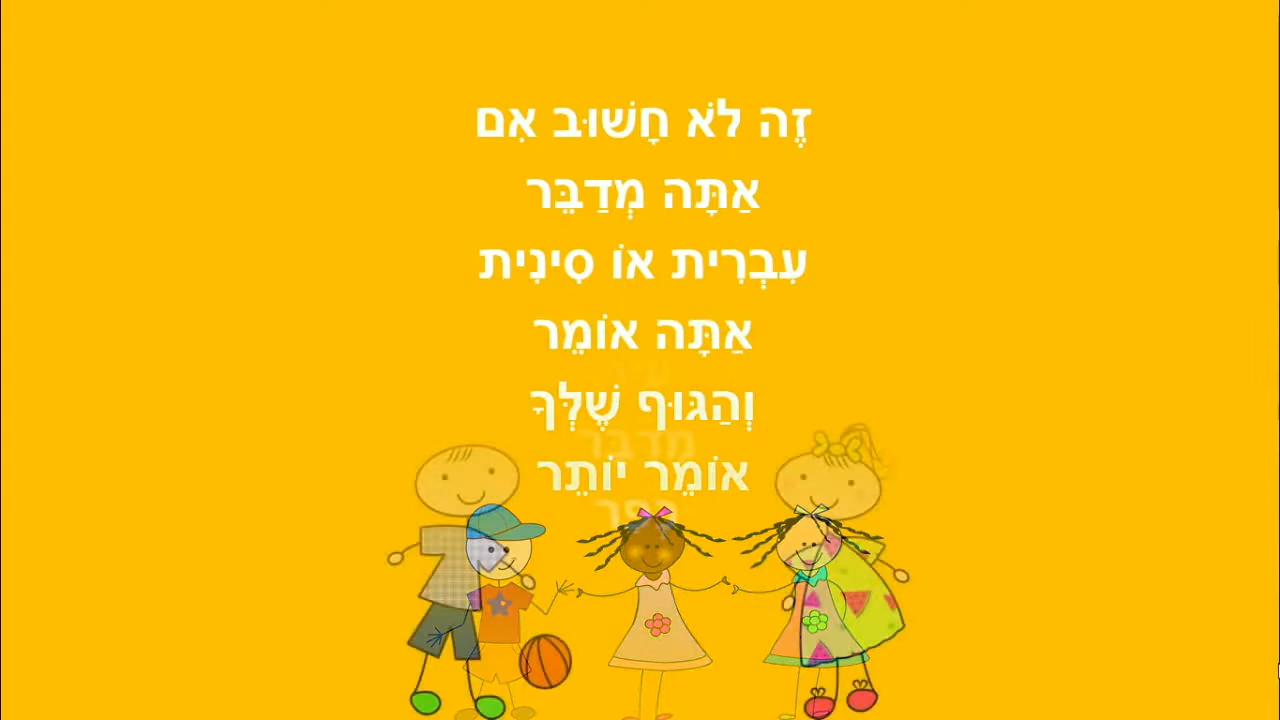 זֶה לֹא חָשׁוּב אִם
אַתָּה מְדַבֵּר
עִבְרִית אוֹ סִינִית
אַתָּה אוֹמֵר
וְהַגּוּף שֶׁלְּךָ
אוֹמֵר יוֹתֵר